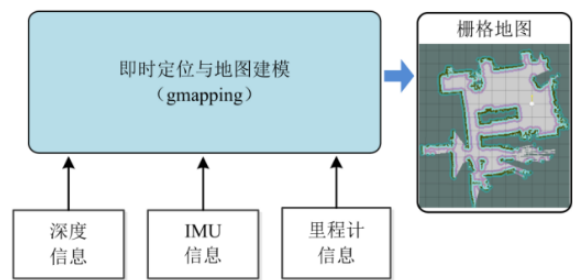 即时定位与地图建模
（gmapping）
栅格地图
深度
信息
IMU
信息
里程计
信息